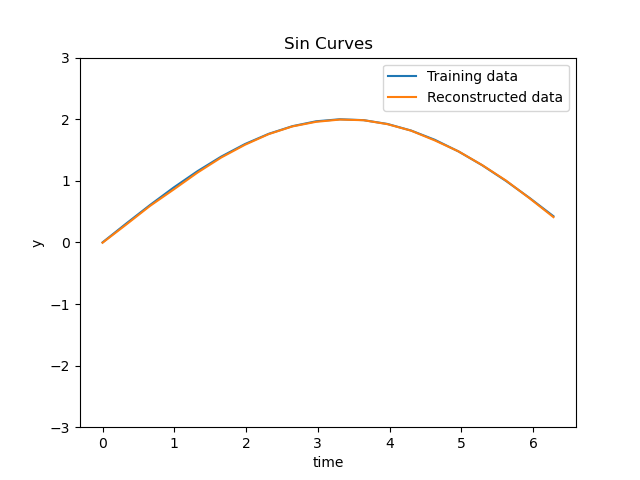 Sin Curves
Training data
Reconstructed data
3
2
1
0
−1
−2
−3
y
0 1 2 3 4 5 6
time